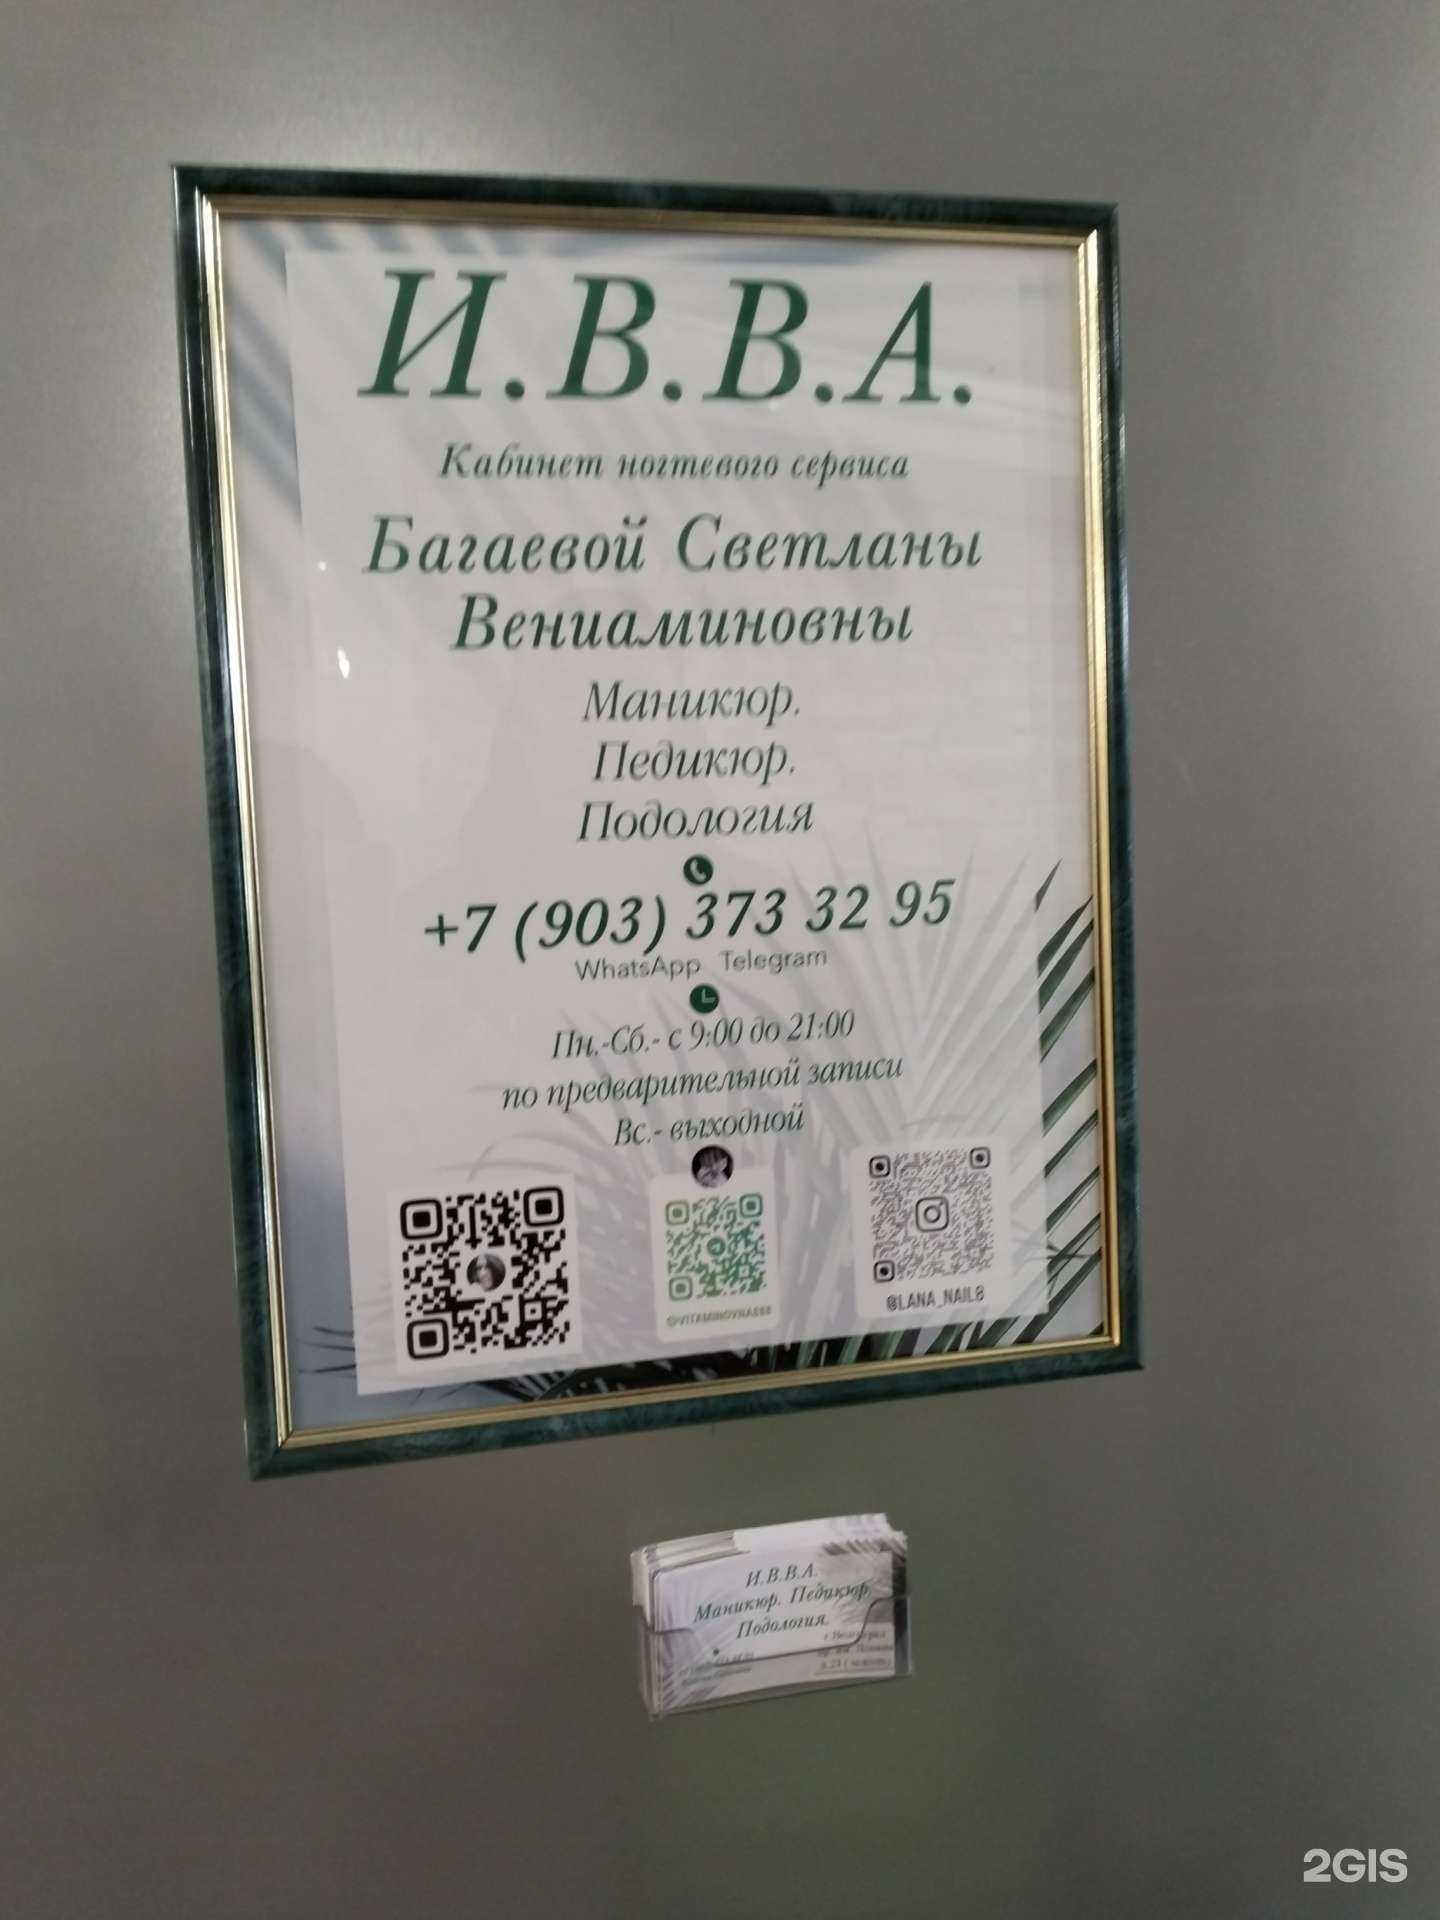 И.В.В.А.
Кабинет ногтевого сервиса
Багаевой Светланы
Вениаминовны
Маникюр.
Педикюр.
Подология
+7 (903) 373 32 95
WhatsApp Telegram
Пн.-Сб.- с 9:00 до 21:00
по предварительной записи
Вс.- выходной
@VITAMINOVNA888
@LANA_NAIL8
И.В.В.А.
Маникюр. Педикюр.
Подология.
2GIS